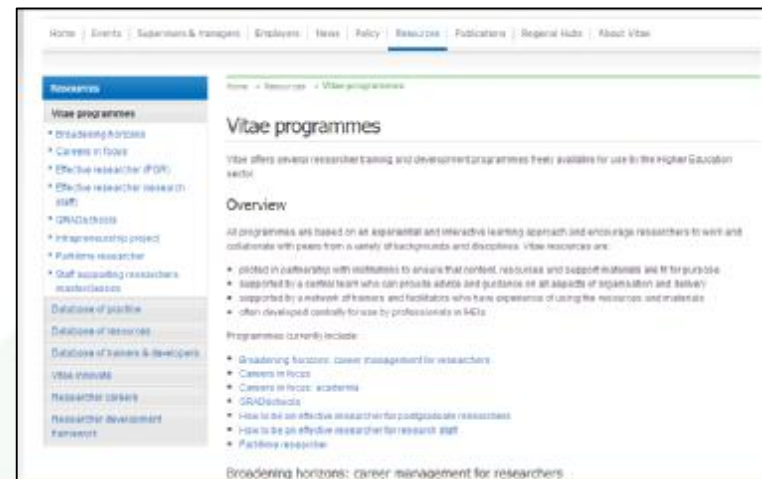 Home | Events | Supervisors & managers | Employers | News | Policy | Resources | Publications | Regional Hubs | About Vitae
Resources
Vitae programmes
Broadening horizons
Careers in focus
Effective researcher (PGR)
Effective researcher (research
staff)
GRADschools
Intrapreneurship project
Part-time researcher
Staff supporting researchers
masterclasses
Database of practice
Database of resources
Database of trainers & developers
Vitae innovate
Researcher careers
Researcher development
framework
Home > Resources > Vitae programmes
Vitae programmes
Vitae offers several researcher training and development programmes freely available for use by the Higher Education
sector.
Overview
All programmes are based on an experiential and interactive learning approach and encourage researchers to work and
collaborate with peers from a variety of backgrounds and disciplines. Vitae resources are:
piloted in partnership with institutions to ensure that content, resources and support materials are fit for purpose
supported by a central team who can provide advice and guidance on all aspects of organisation and delivery
supported by a network of trainers and facilitators who have experience of using the resources and materials
often developed centrally for use by professionals in HEIs
Programmes currently include:
Broadening horizons: career management for researchers
Careers in focus
Careers in focus: academia
GRADschools
How to be an effective researcher for postgraduate researchers
How to be an effective researcher for research staff
Part-time researcher
Broadening horizons: career management for researchers